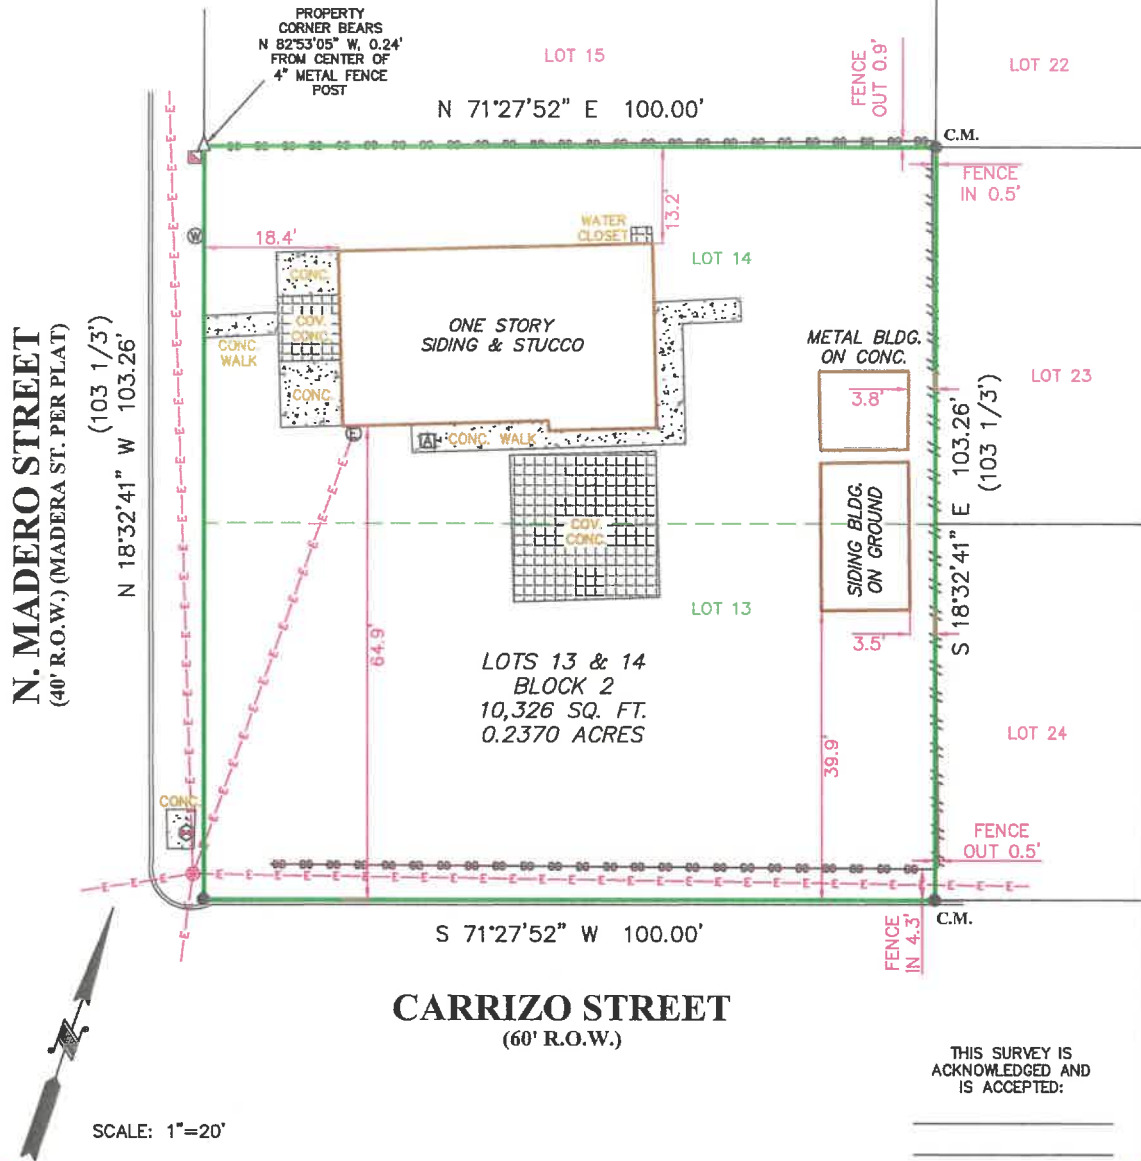 PROPERTY
CORNER BEARS
N 82°53'05" W, 0.24'
FROM CENTER OF
4" METAL FENCE
POST
LOT 15
FENCE
OUT 0.9'
LOT 22
N 71°27'52" E 100.00'
C.M.
FENCE
IN 0.5'
W
18.4'
WATER
CLOSET
13.2'
LOT 14
CONC.
COV.
CONC.
CONC.
CONC.
WALK
ONE STORY
SIDING & STUCCO
METAL BLDG.
ON CONC.
3.8'
LOT 23
N. MADERO STREET
(40' R.O.W.) (MADERA ST. PER PLAT)
(103 1/3')
N 18°32'41" W 103.26'
S 18°32'41" E 103.26'
(103 1/3')
E
A
CONC. WALK
COV.
CONC.
SIDING BLDG.
ON GROUND
LOT 13
3.5'
64.9'
LOTS 13 & 14
BLOCK 2
10,326 SQ. FT.
0.2370 ACRES
39.9'
LOT 24
CONC.
FENCE
OUT 0.5'
C.M.
FENCE
IN 4.3'
S 71°27'52" W 100.00'
CARRIZO STREET
(60' R.O.W.)
THIS SURVEY IS
ACKNOWLEDGED AND
IS ACCEPTED:
SCALE: 1"=20'